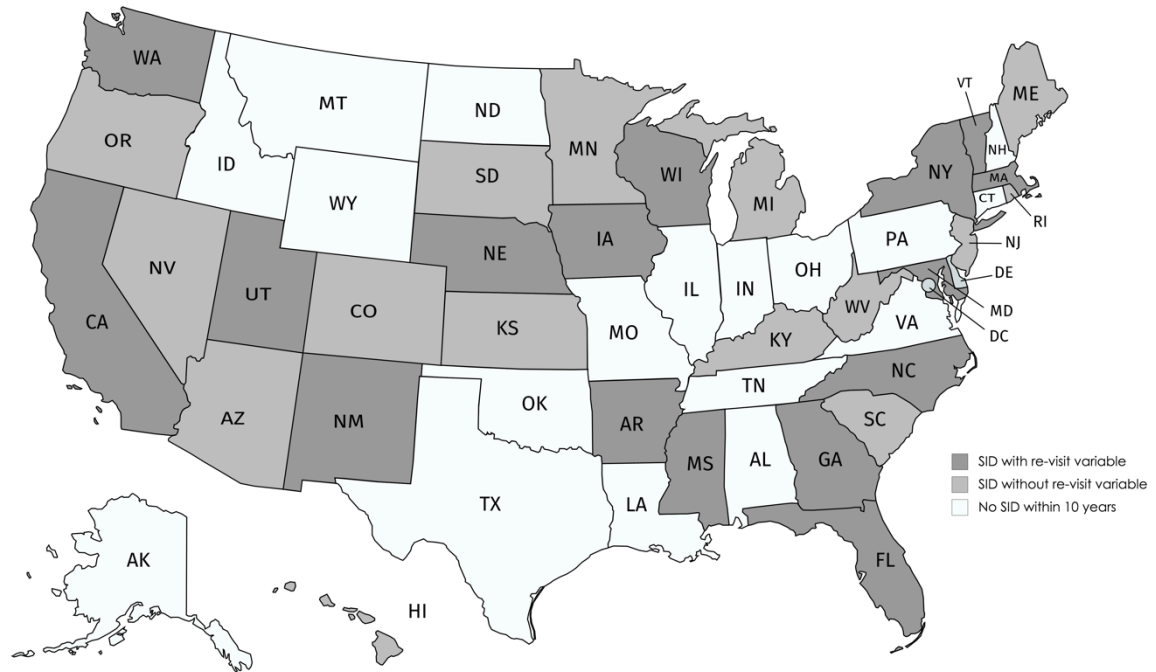 WA
MT
ND
MN
VT
ME
OR
ID
SD
WI
NY
NH
MA
WY
MI
CT
RI
NE
IA
PA
NJ
NV
UT
CO
IL
IN
OH
DE
CA
KS
MO
WV
MD
KY
VA
DC
NC
TN
AZ
NM
OK
AR
SC
MS
AL
GA
SID with re-visit variable
SID without re-visit variable
No SID within 10 years
TX
LA
AK
FL
HI